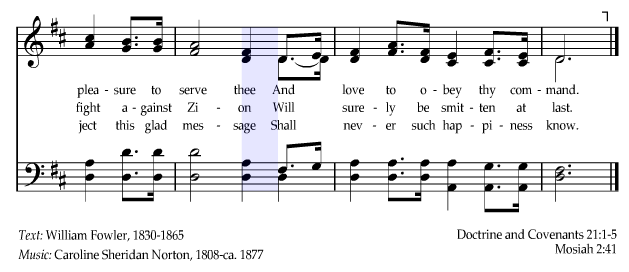 plea - sure to serve thee And love to o - bey thy com - mand.
fight a - gainst Zi - on Will sure - ly be smit - ten at last.
ject this glad mes - sage Shall nev - er such hap - pi - ness know.
Text: William Fowler, 1830-1865
Music: Caroline Sheridan Norton, 1808-ca. 1877
Doctrine and Covenants 21:1-5
Mosiah 2:41